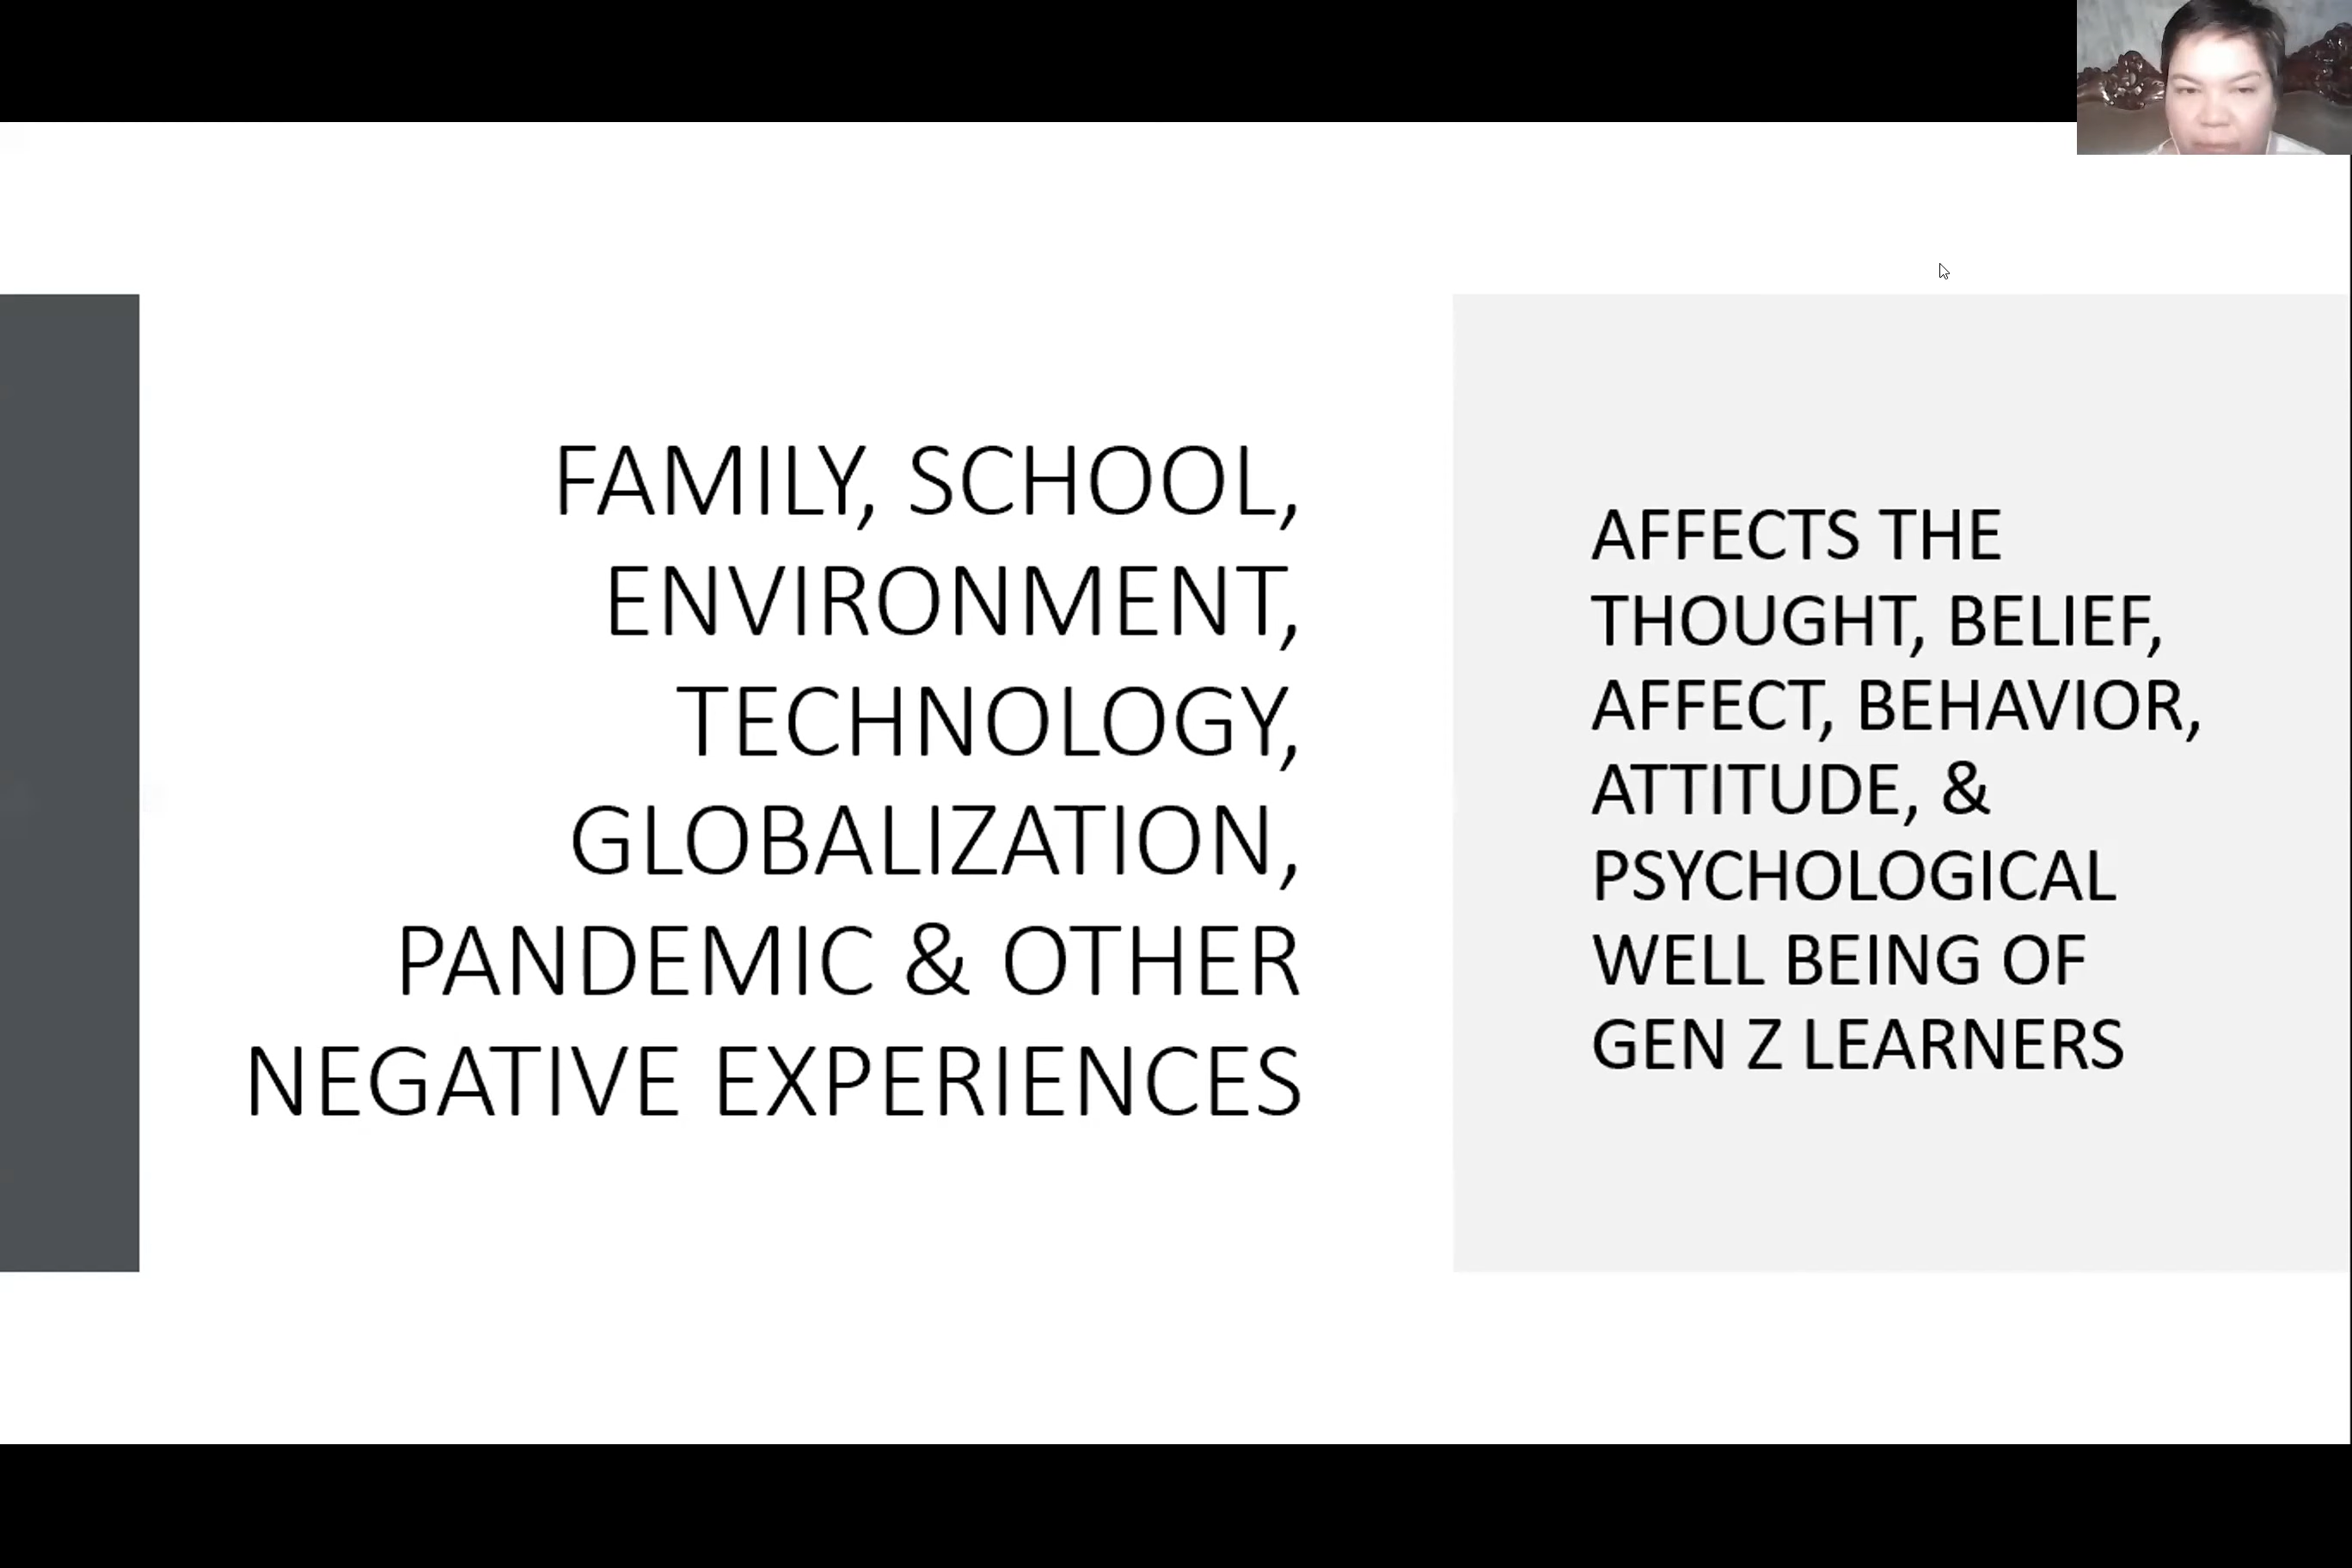 FAMILY, SCHOOL,
ENVIRONMENT,
TECHNOLOGY,
GLOBALIZATION,
PANDEMIC & OTHER
NEGATIVE EXPERIENCES
AFFECTS THE
THOUGHT, BELIEF,
AFFECT, BEHAVIOR,
ATTITUDE, &
PSYCHOLOGICAL
WELL BEING OF
GEN Z LEARNERS